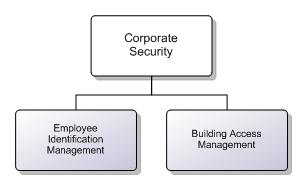 Corporate
Security
Employee
Identification
Management
Building Access
Management